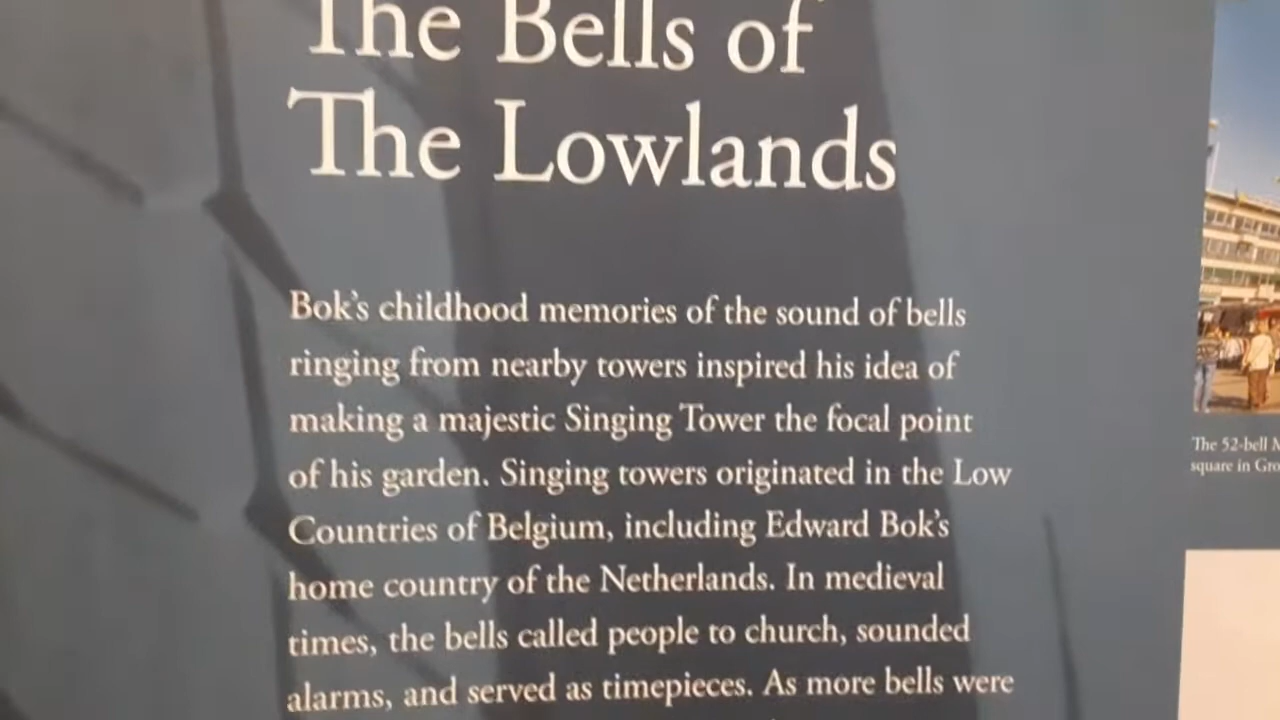 The Bells of
The Lowlands
Bok's childhood memories of the sound of bells
ringing from nearby towers inspired his idea of
making a majestic Singing Tower the focal point
of his garden. Singing towers originated in the Low
Countries of Belgium, including Edward Bok's
home country of the Netherlands. In medieval
times, the bells called people to church, sounded
alarms, and served as timepieces. As more bells were
The 52-bell
square in